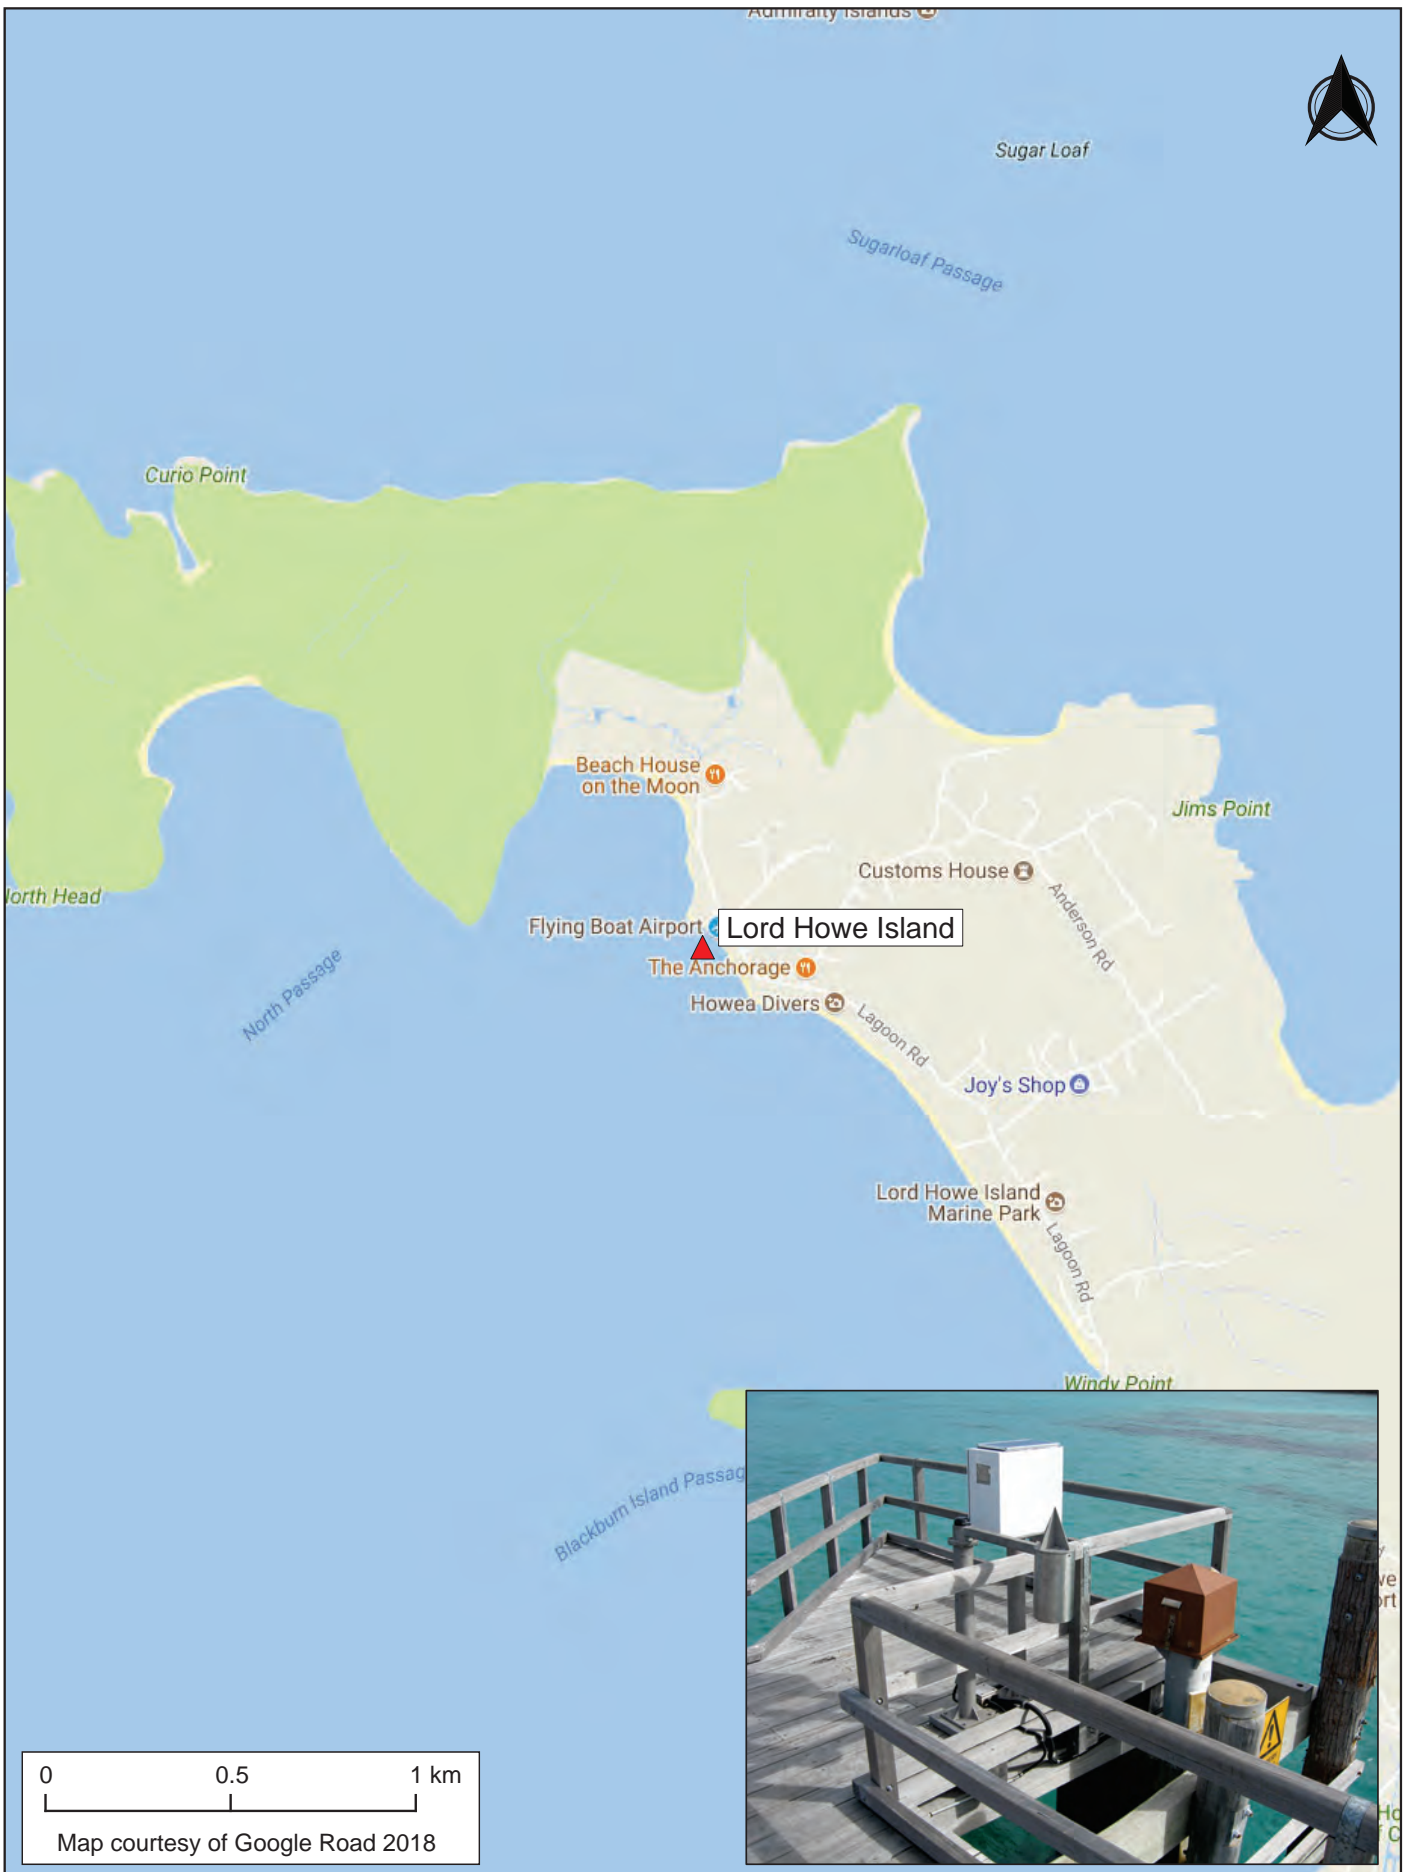 Admiralty Islands
Sugar Loaf
Sugarloaf Passage
Curio Point
Beach House
on the Moon
Jims Point
Customs House
North Head
Anderson Rd
Flying Boat Airport
Lord Howe Island
North Passage
The Anchorage
Howea Divers
Lagoon Rd
Joy's Shop
Lord Howe Island
Marine Park
Lagoon Rd
Windy Point
Blackburn Island Passag
0 0.5 1 km
Map courtesy of Google Road 2018